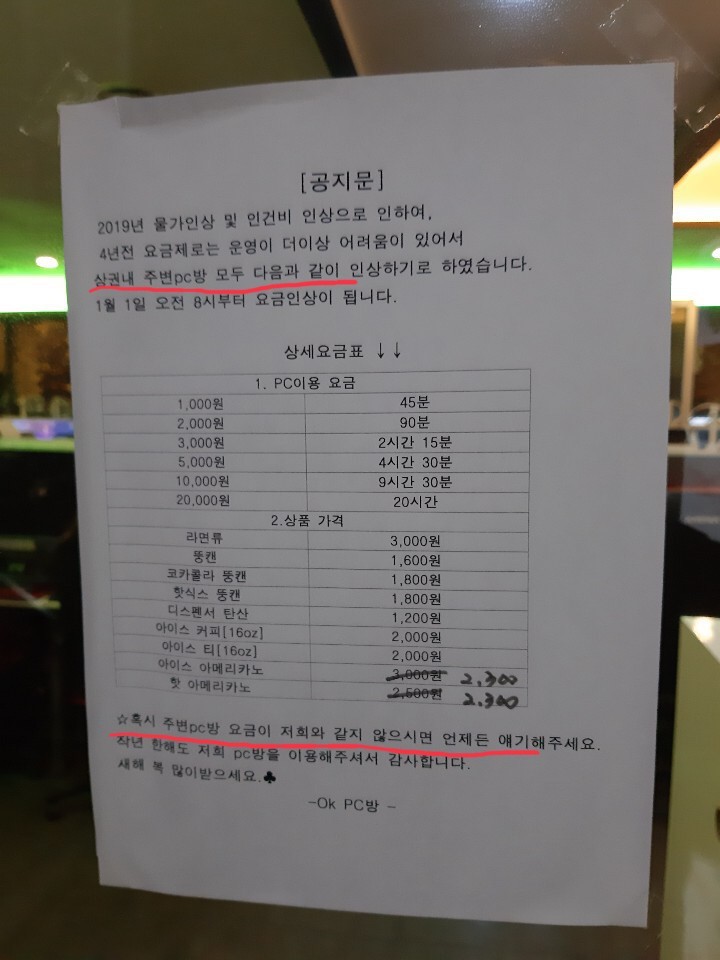 [공지문]
2019년 물가인상 및 인건비 인상으로 인하여,
4년전 요금제로는 운영이 더이상 어려움이 있어서
상권내 주변pc방 모두 다음과 같이 인상하기로 하였습니다.
1월 1일 오전 8시부터 요금인상이 됩니다.
상세요금표 ↓↓
1. PC이용 요금
1,000원 45분
2,000원 90분
3,000원 2시간 15분
5,000원 4시간 30분
10,000원 9시간 30분
20,000원 20시간
2.상품 가격
라면류 3,000원
뚱캔 1,600원
코카콜라 뚱캔 1,800원
핫식스 뚱캔 1,800원
디스펜서 탄산 1,200원
아이스 커피[16oz] 2,000원
아이스 티[16oz] 2,000원
아이스 아메리카노 3,000원 2,300
핫 아메리카노 2,500원 2.300
☆혹시 주변pc방 요금이 저희와 같지 않으시면 언제든 얘기해주세요.
작년 한해도 저희 pc방을 이용해주셔서 감사합니다.
새해 복 많이받으세요.♣
-Ok PC방 -